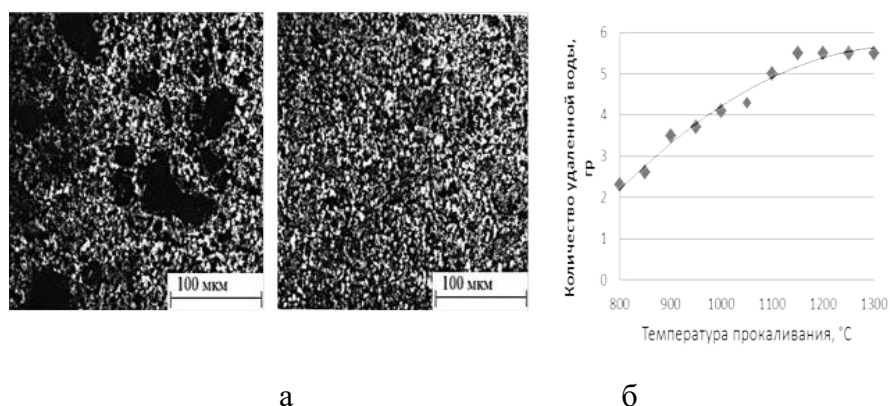 100 мкм
100 мкм
а
Количество удаленной воды,
гр
6
5
4
3
2
1
0
800
900
1000
1100
1200
1300
Температура прокаливания, °С
б